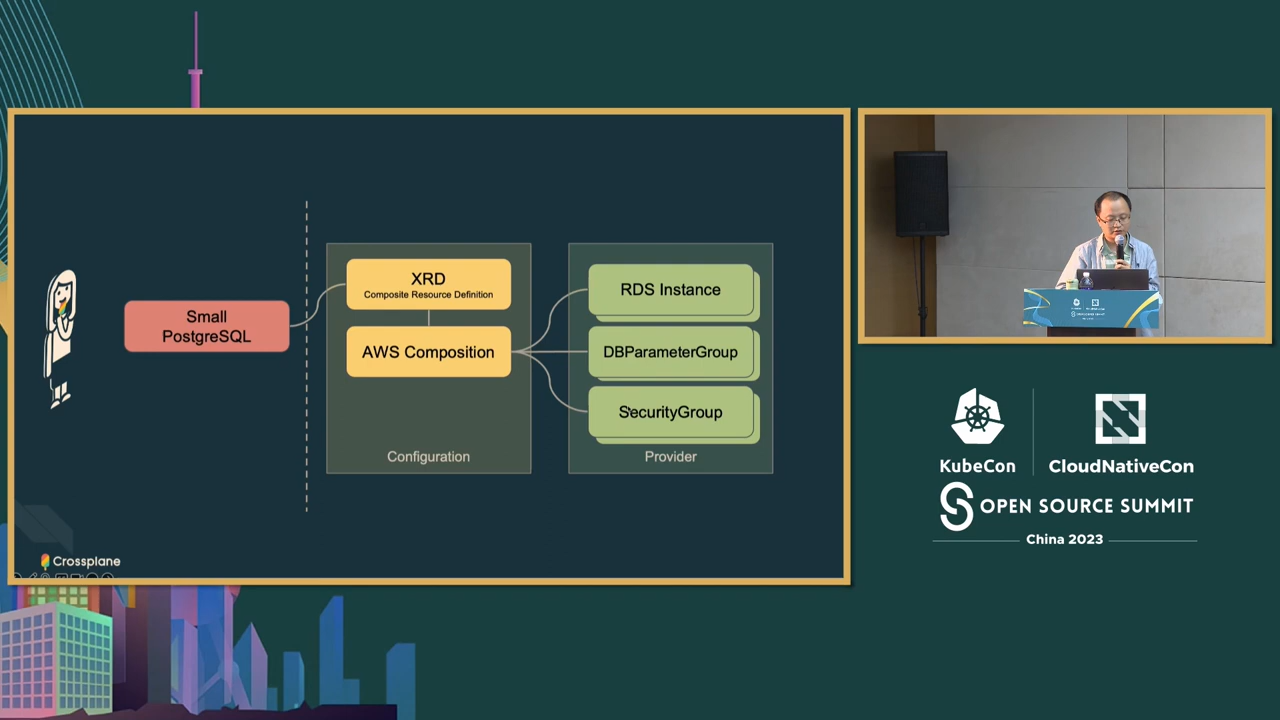 Small
PostgreSQL
XRD
Composite Resource Definition
AWS Composition
Configuration
RDS Instance
DBParameterGroup
SecurityGroup
Provider
Crossplane
KubeCon
CloudNativeCon
OPEN SOURCE SUMMIT
China 2023